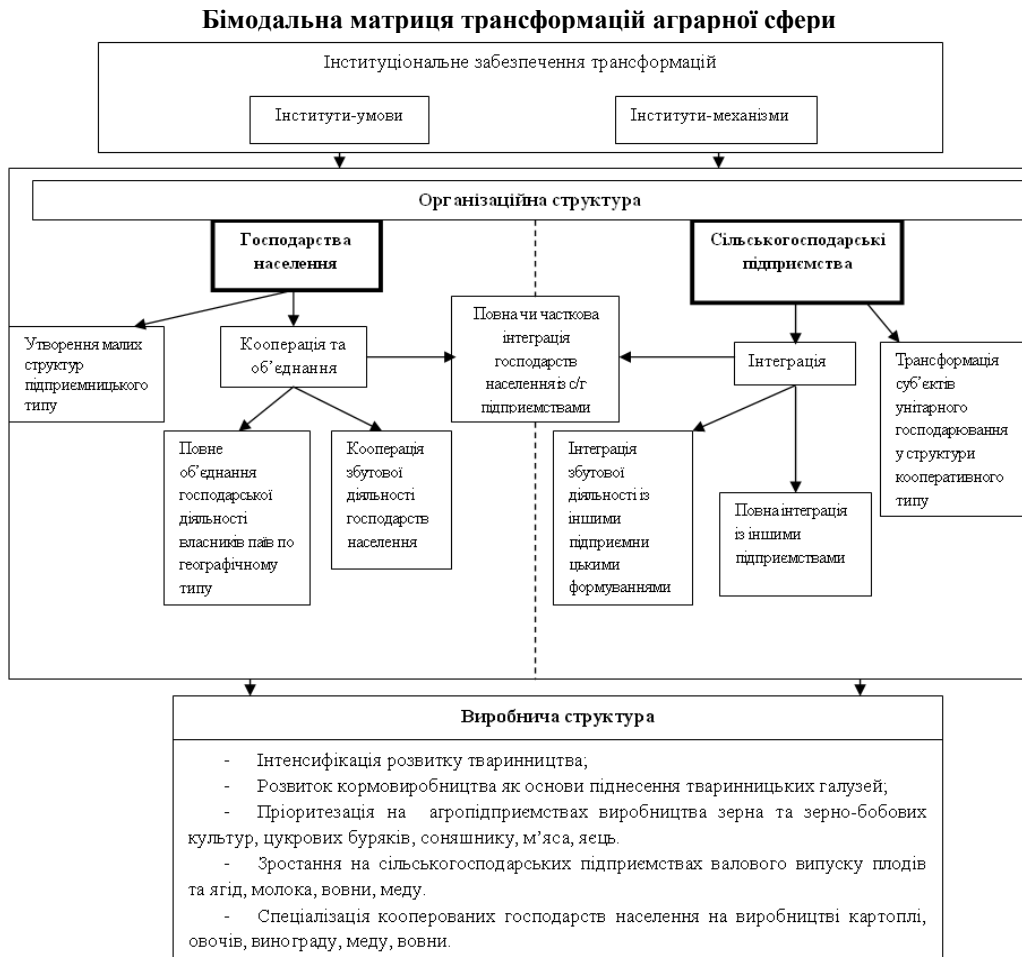 Бімодальна матриця трансформацій аграрної сфери
Інституціональне забезпечення трансформацій
Інститути-умови
Інститути-механізми
Організаційна структура
Господарства
населення
Сільськогосподарські
підприємства
Утворення малих
структур
підприємницького
типу
Кооперація та
об’єднання
Повна чи часткова
інтеграція
господарств
населення із с/г
підприємствами
Інтеграція
Трансформація
суб’єктів
унітарного
господарювання
у структури
кооперативного
типу
Повне
об’єднання
господарської
діяльності
власників паїв по
географічному
типу
Кооперація
збутової
діяльності
господарств
населення
Інтеграція
збутової
діяльності із
іншими
підприємни
цькими
формуваннями
Повна інтеграція
із іншими
підприємствами
Виробнича структура
- Інтенсифікація розвитку тваринництва;
- Розвиток кормовиробництва як основи піднесення тваринницьких галузей;
- Пріоритезація на агропідприємствах виробництва зерна та зерно-бобових
культур, цукрових буряків, соняшнику, м’яса, яєць.
- Зростання на сільськогосподарських підприємствах валового випуску плодів
та ягід, молока, вовни, меду.
- Спеціалізація кооперованих господарств населення на виробництві картоплі,
овочів, винограду, меду, вовни.